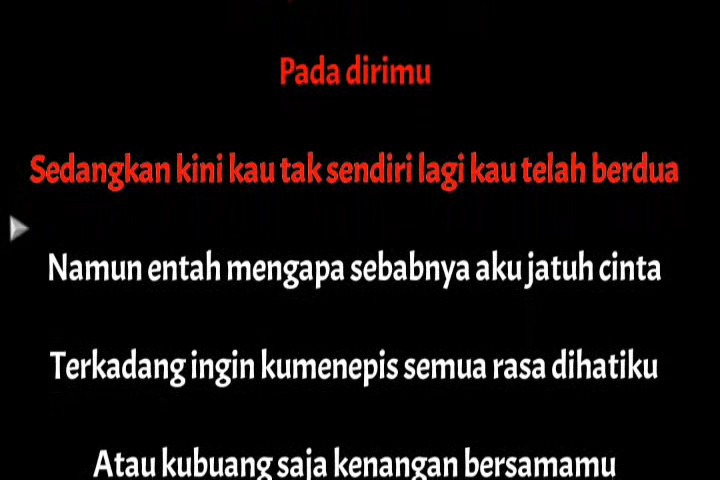 Pada dirimu
Sedangkan kini kau tak sendiri lagi kau telah berdua
Namun entah mengapa sebabnya aku jatuh cinta
Terkadang ingin kumenepis semua rasa dihatiku
Atau kubuang saja kenangan bersamamu